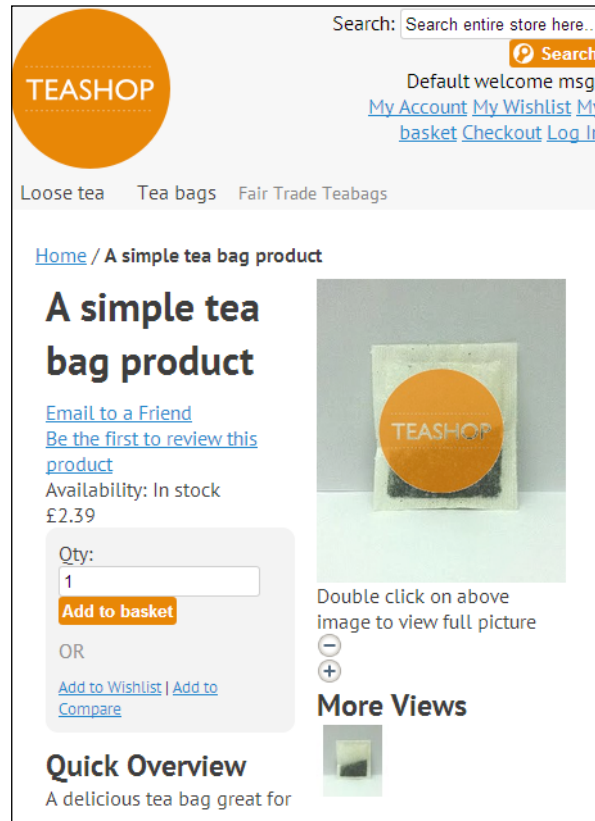 Search: Search entire store here...
Search
TEASHOP
Default welcome msg
My Account My Wishlist My
basket Checkout Log In
Loose tea Tea bags Fair Trade Teabags
Home / A simple tea bag product
A simple tea
bag product
Email to a Friend
Be the first to review this
product
Availability: In stock
£2.39
Qty:
1
Add to basket
OR
Add to Wishlist | Add to
Compare
Quick Overview
A delicious tea bag great for
TEASHOP
Double click on above
image to view full picture
More Views